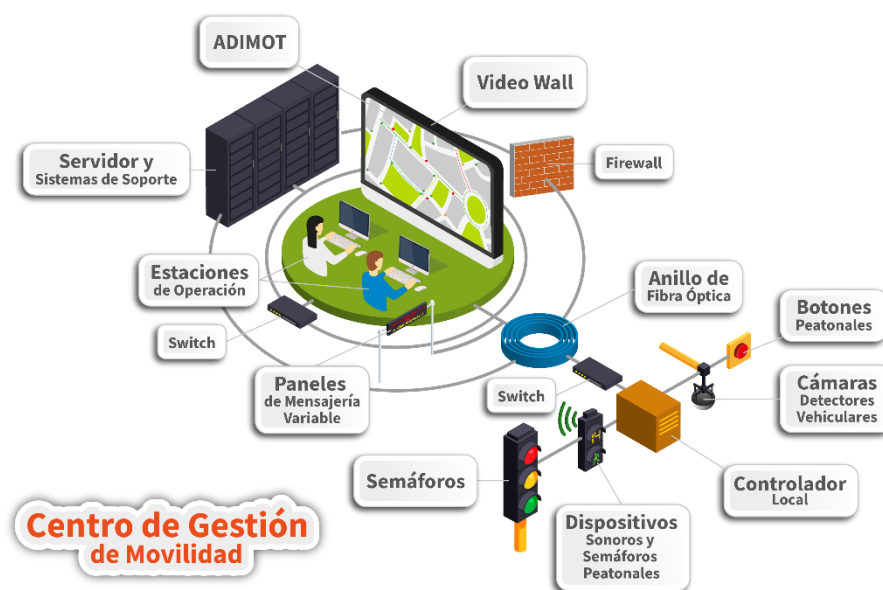 ADIMOT
Video Wall
Servidor y
Sistemas de Soporte
Firewall
Estaciones
de Operación
Anillo de
Fibra Óptica
Botones
Peatonales
Switch
Paneles
de Mensajería
Variable
Switch
Cámaras
Detectores
Vehiculares
14
Semáforos
Controlador
Local
Dispositivos
Sonoros y
Semáforos
Peatonales
Centro de Gestión
de Movilidad